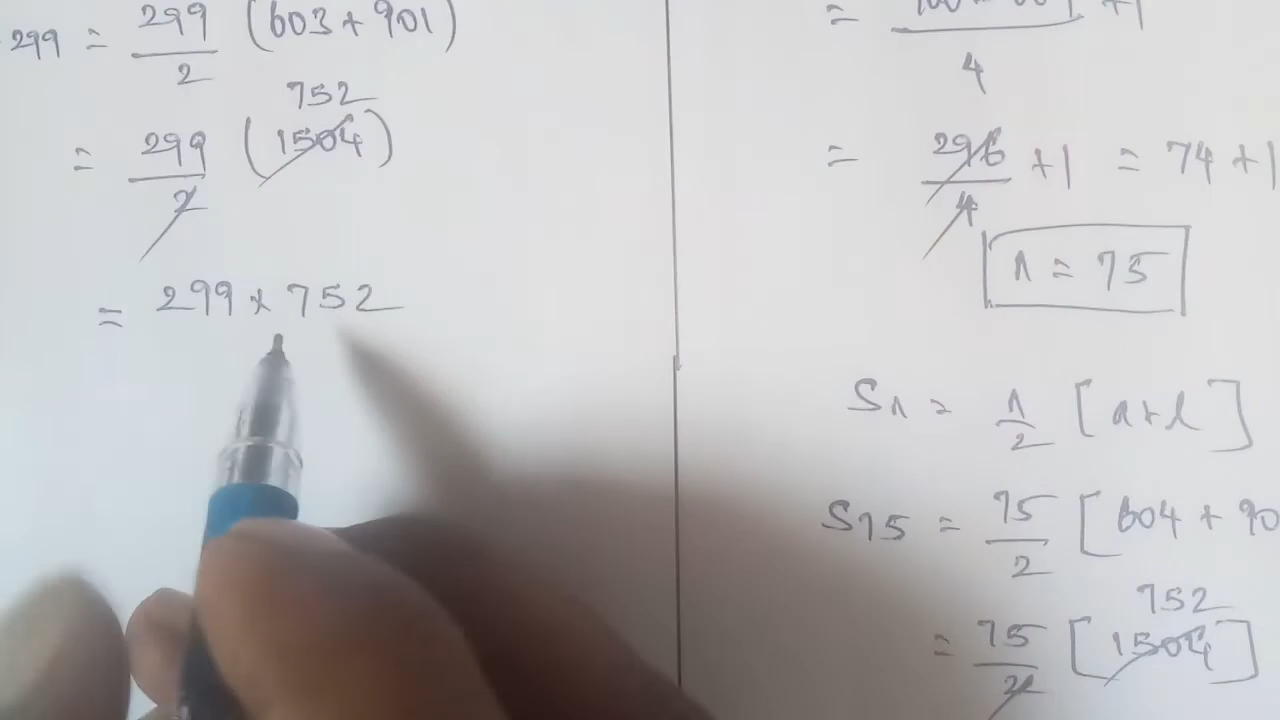 299 = 299/2 (603 + 901)
= 299/2 (1504) 752
= 299 × 752
4 + 1
= 296/4 + 1 = 74 + 1
n = 75
Sn = n/2 [a + l]
S75 = 75/2 [604 + 90
= 75/2 [1504] 752